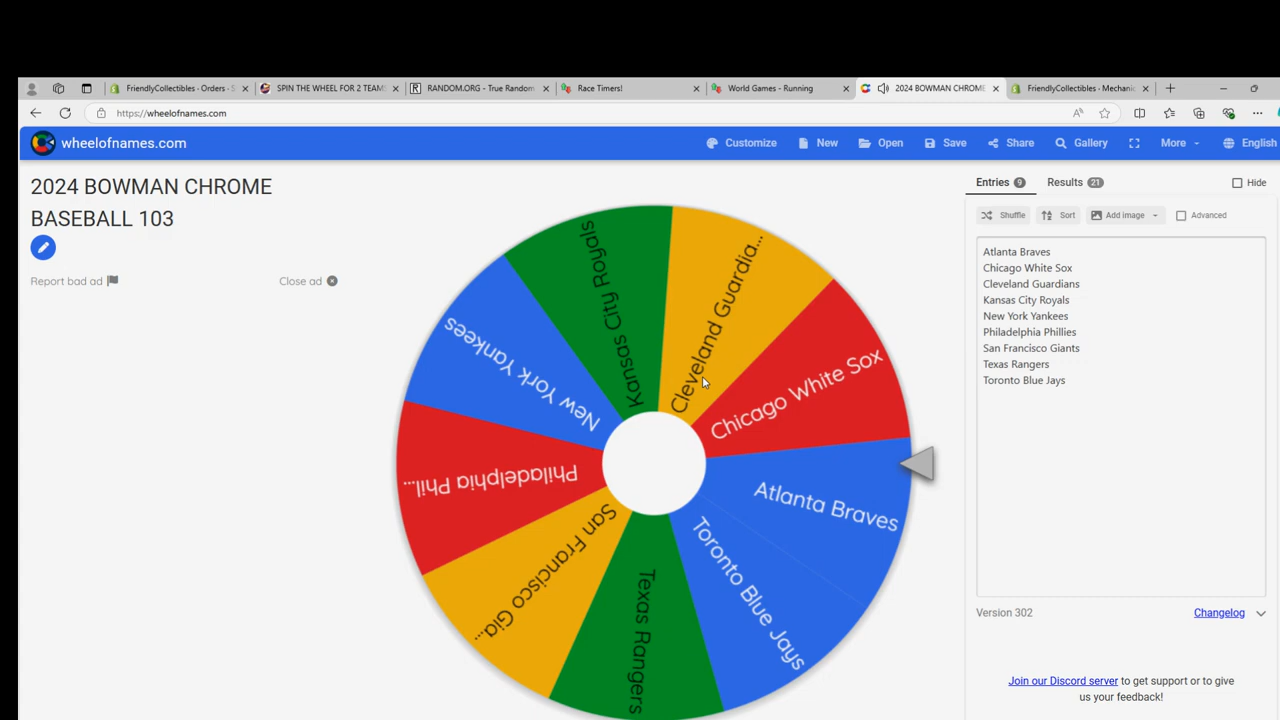 FriendlyCollectibles - Orders - S
SPIN THE WHEEL FOR 2 TEAM
RANDOM.ORG - True Random
Race Timers!
World Games - Running
2024 BOWMAN CHROME
FriendlyCollectibles - Mechanic
https://wheelofnames.com
wheelofnames.com
Customize
New
Open
Save
Share
Gallery
More
English
2024 BOWMAN CHROME
BASEBALL 103
Report bad ad
Close ad
Kansas City Royals
Cleveland Guardia...
Chicago White Sox
Atlanta Braves
Toronto Blue Jays
Texas Rangers
San Francisco Gia...
Philadelphia Phil...
New York Yankees
Entries 9
Results 21
Hide
Shuffle
Sort
Add image
Advanced
Atlanta Braves
Chicago White Sox
Cleveland Guardians
Kansas City Royals
New York Yankees
Philadelphia Phillies
San Francisco Giants
Texas Rangers
Toronto Blue Jays
Version 302
Changelog
Join our Discord server to get support or to give
us your feedback!